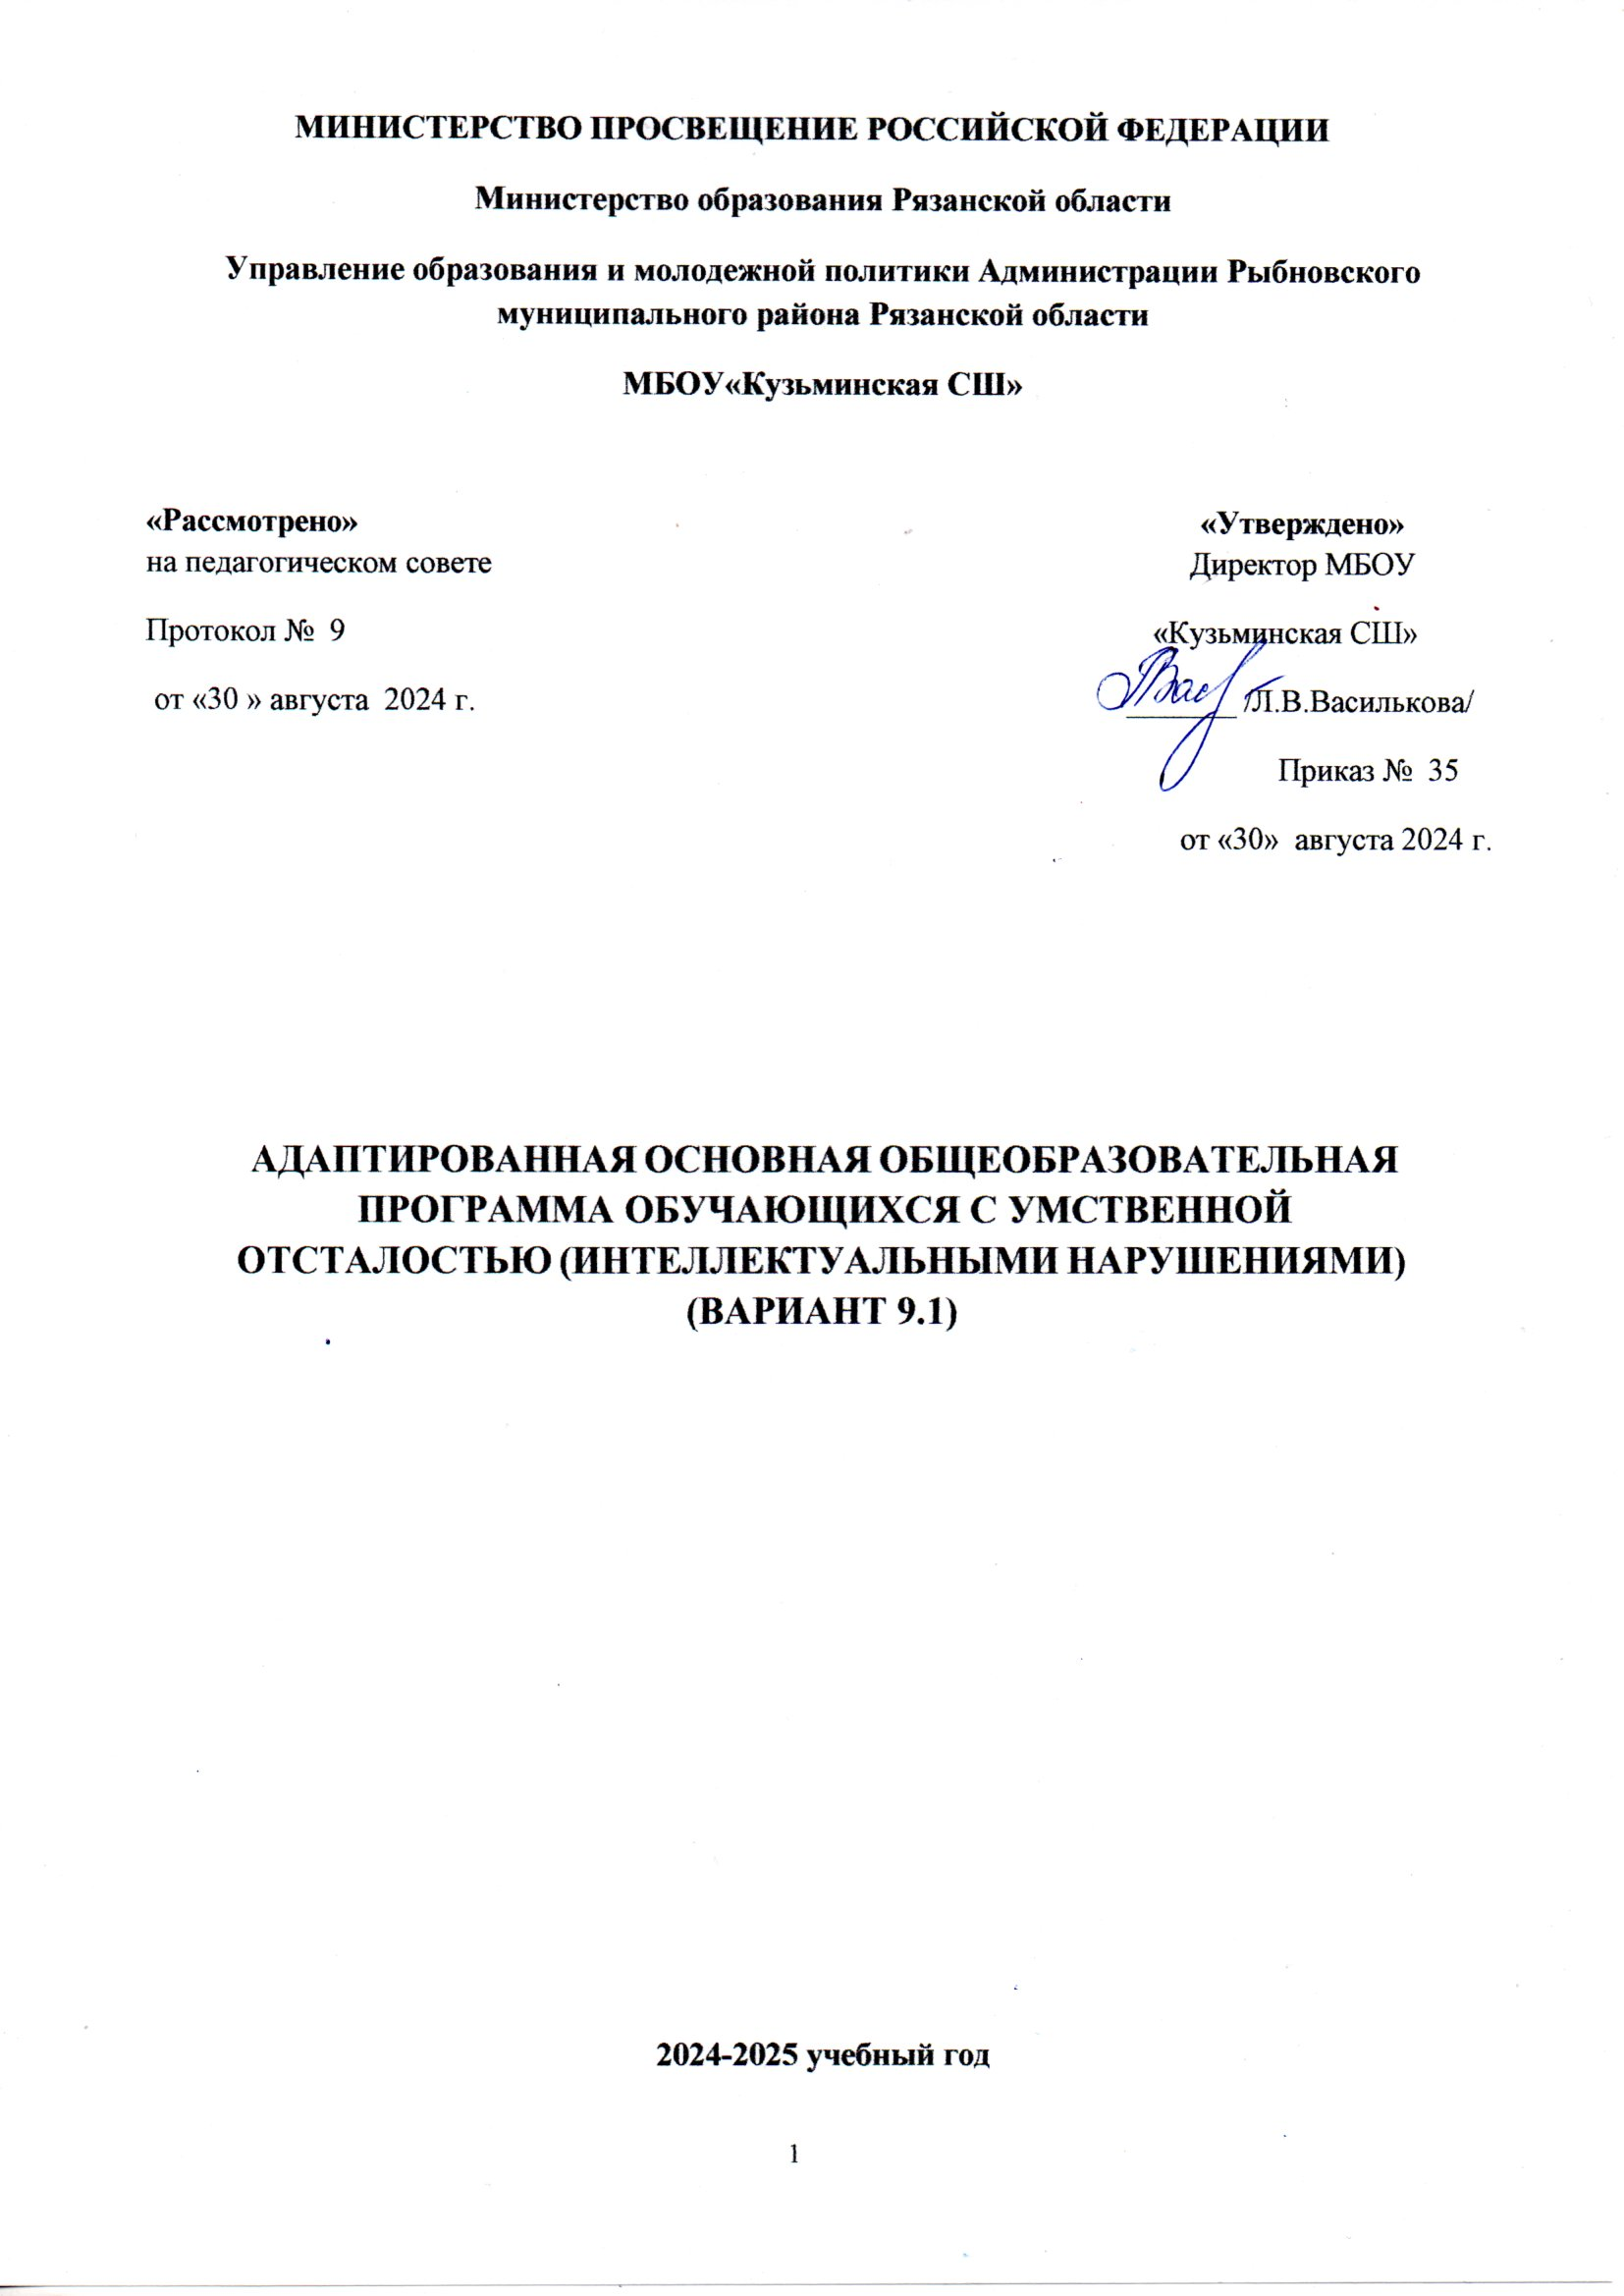 МИНИСТЕРСТВО ПРОСВЕЩЕНИЕ РОССИЙСКОЙ ФЕДЕРАЦИИ
Министерство образования Рязанской области
Управление образования и молодежной политики Администрации Рыбновского
муниципального района Рязанской области
МБОУ«Кузьминская СШ»
«Рассмотрено»
на педагогическом совете
Протокол № 9
от «30 » августа 2024 г.
«Утверждено»
Директор МБОУ
«Кузьминская СШ»
/Л.В.Василькова/
Приказ № 35
от «30» августа 2024 г.
АДАПТИРОВАННАЯ ОСНОВНАЯ ОБЩЕОБРАЗОВАТЕЛЬНАЯ
ПРОГРАММА ОБУЧАЮЩИХСЯ С УМСТВЕННОЙ
ОТСТАЛОСТЬЮ (ИНТЕЛЛЕКТУАЛЬНЫМИ НАРУШЕНИЯМИ)
(ВАРИАНТ 9.1)
2024-2025 учебный год
1